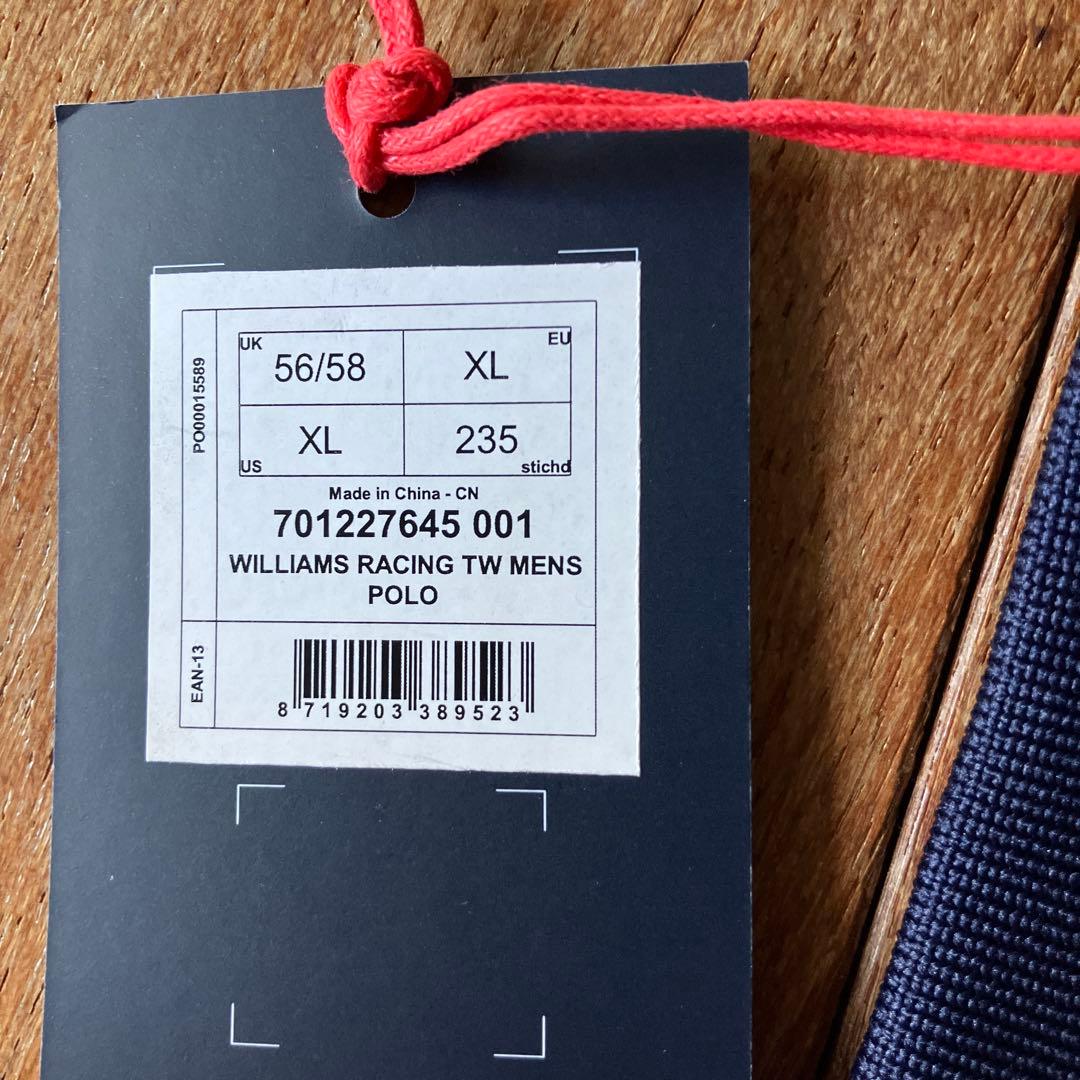 UK 56/58 XL EU
US XL 235 stichd
PO00015589
Made in China - CN
701227645 001
WILLIAMS RACING TW MENS
POLO
EAN-13
8 719203 389523